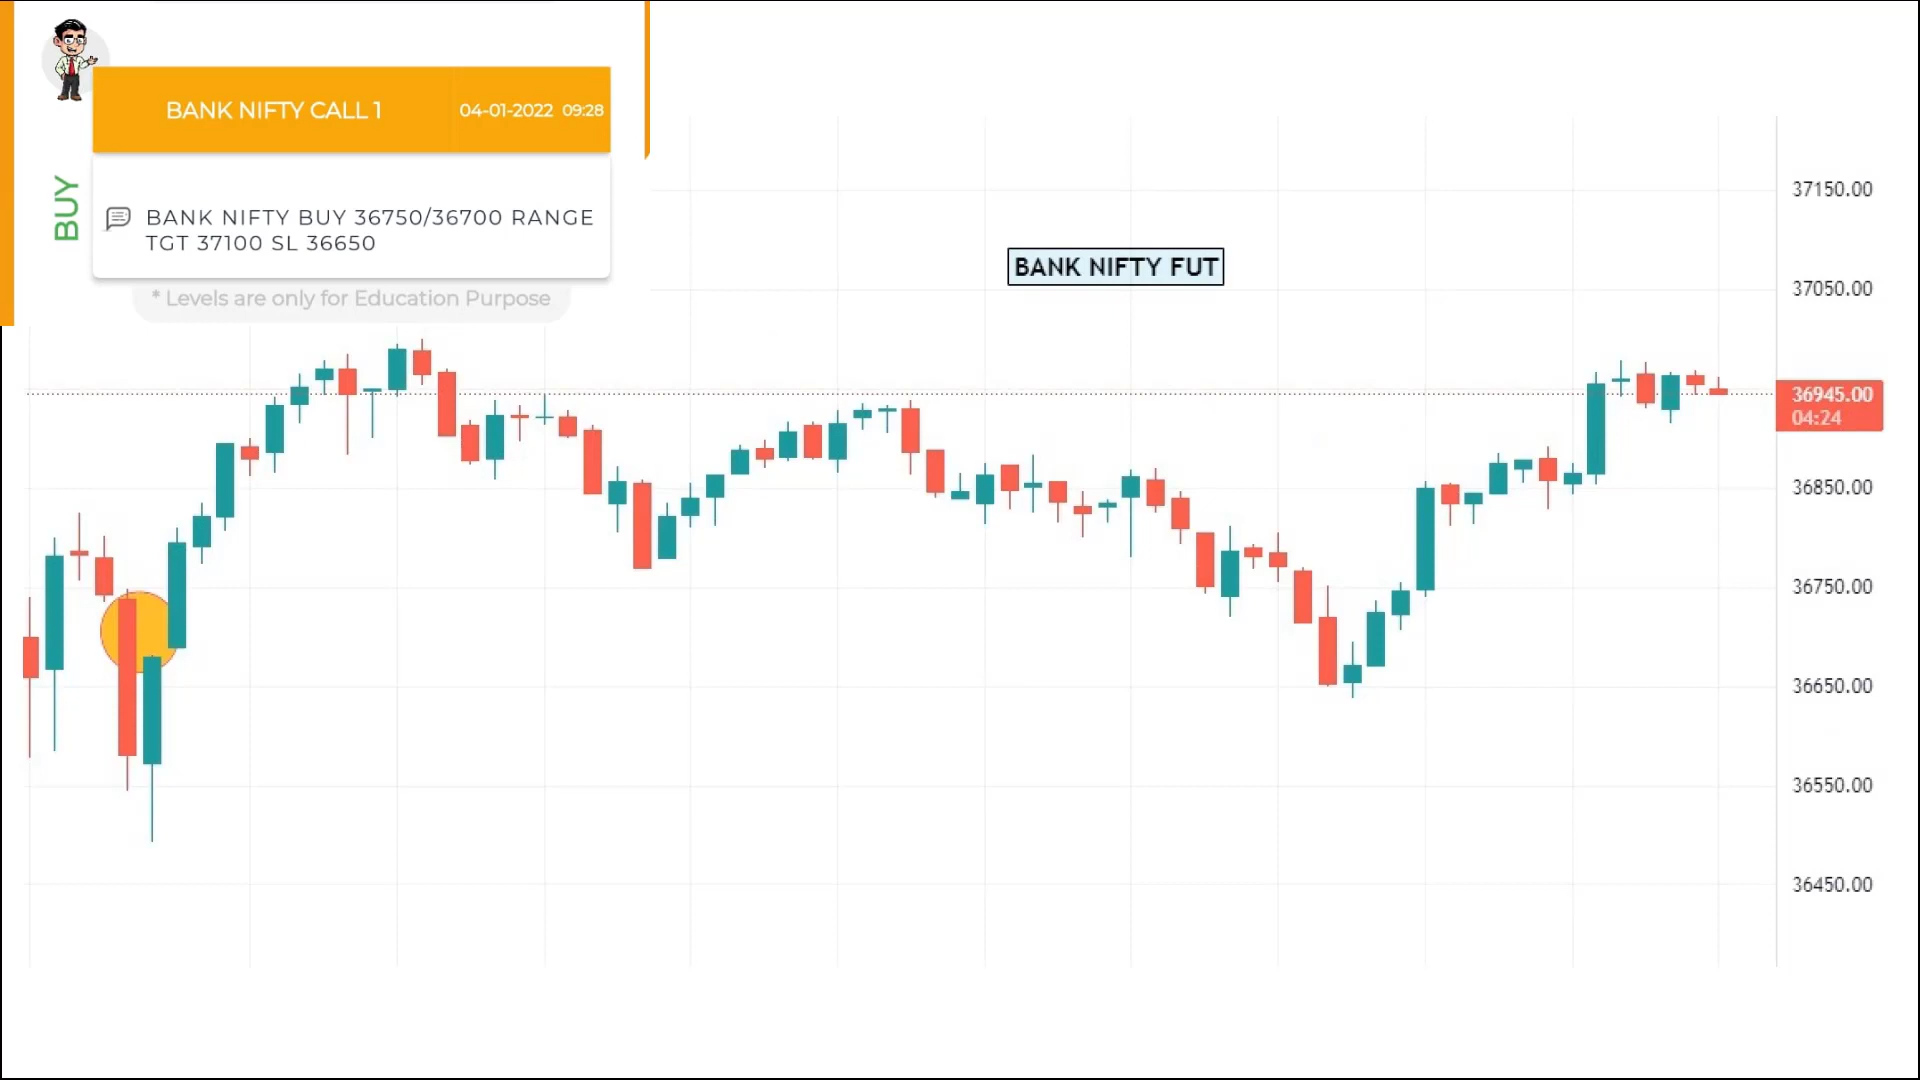 BANK NIFTY CALL 1
04-01-2022 09:28
BUY
BANK NIFTY BUY 36750/36700 RANGE
TGT 37100 SL 36650
* Levels are only for Education Purpose
BANK NIFTY FUT
37150.00
37050.00
36945.00
04:24
36850.00
36750.00
36650.00
36550.00
36450.00